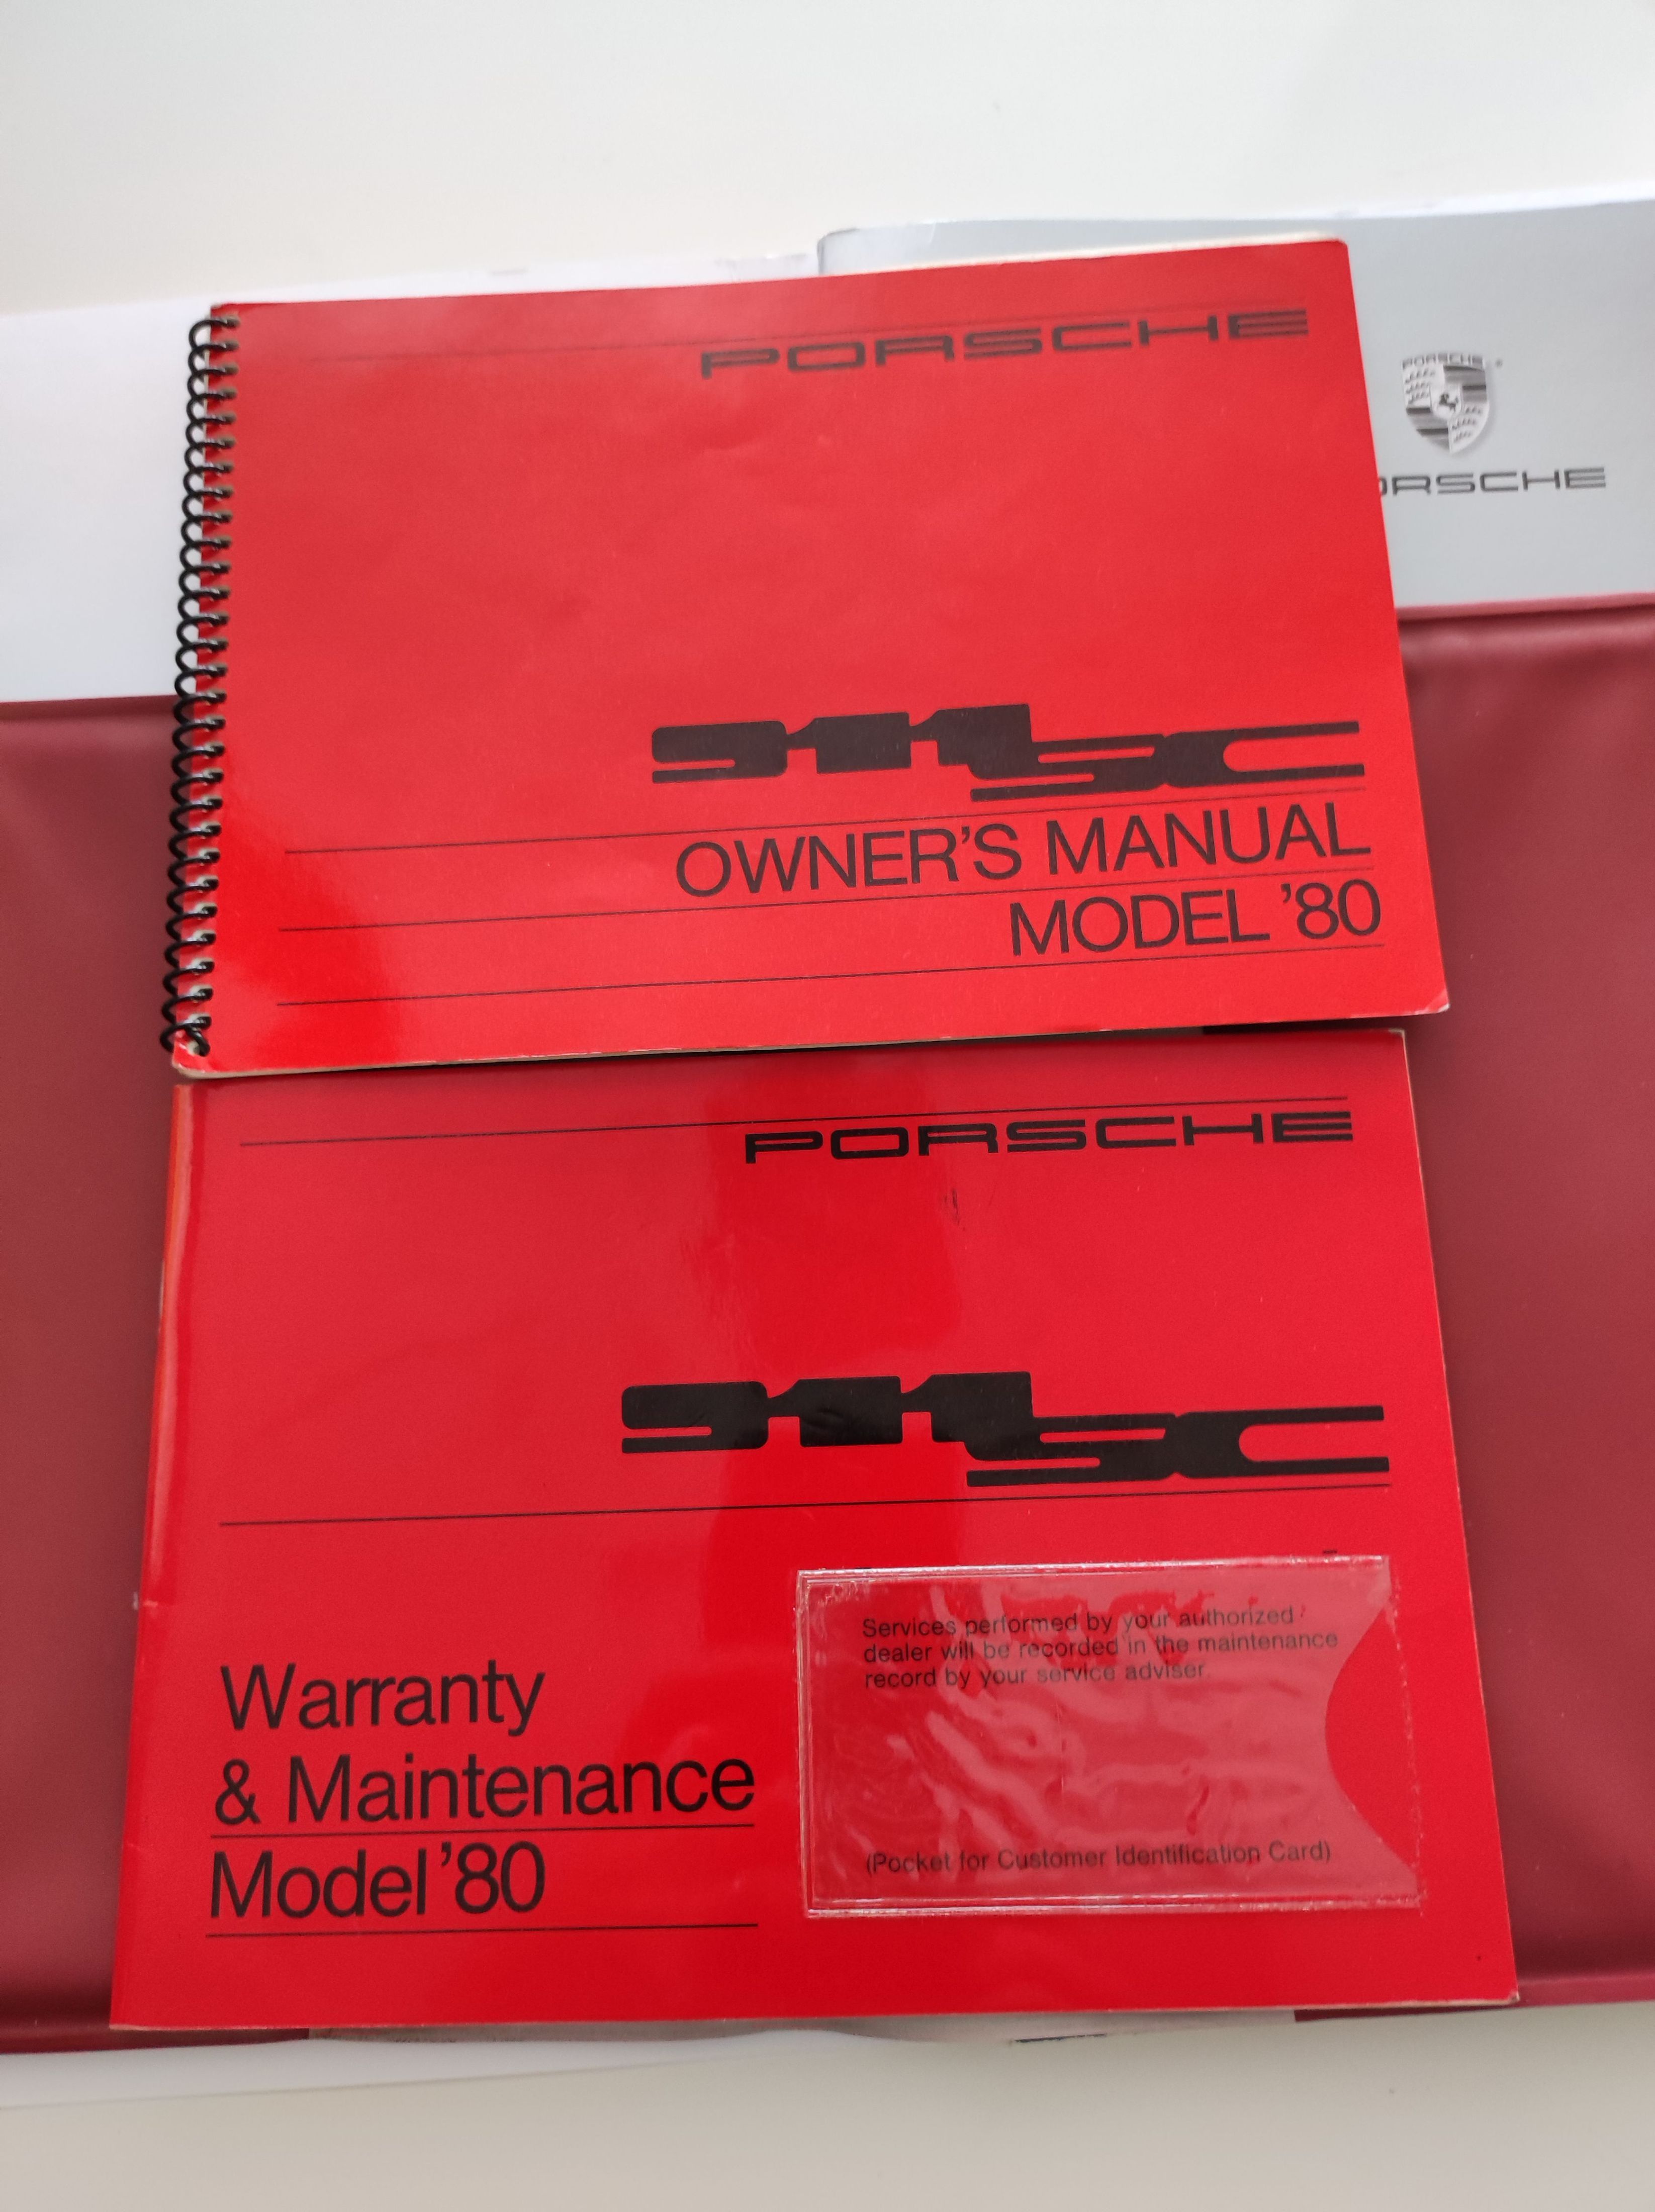 PORSCHE
911SC
OWNER'S MANUAL
MODEL '80
PORSCHE
PORSCHE
PORSCHE
911SC
Warranty
& Maintenance
Model '80
Services performed by your authorized
dealer will be recorded in the maintenance
record by your service adviser.
(Pocket for Customer Identification Card)